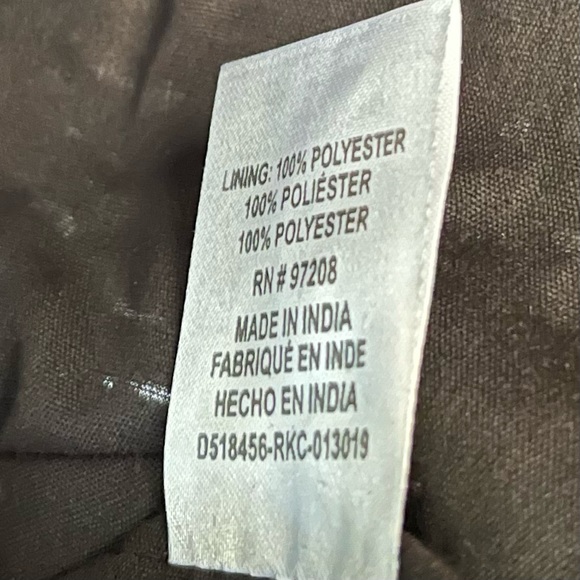 LINING: 100% POLYESTER
100% POLIÉSTER
100% POLYESTER
RN # 97208
MADE IN INDIA
FABRIQUÉ EN INDE
HECHO EN INDIA
D518456-RKC-013019